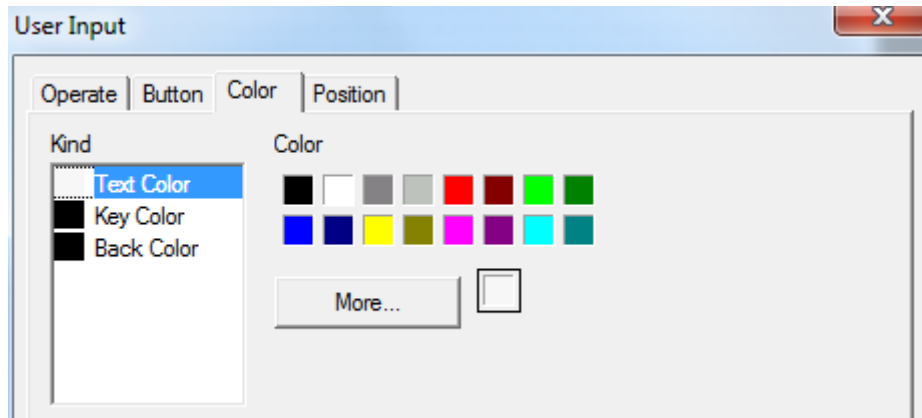 User Input
Operate Button Color Position
Kind
Color
Text Color
Key Color
Back Color
More...